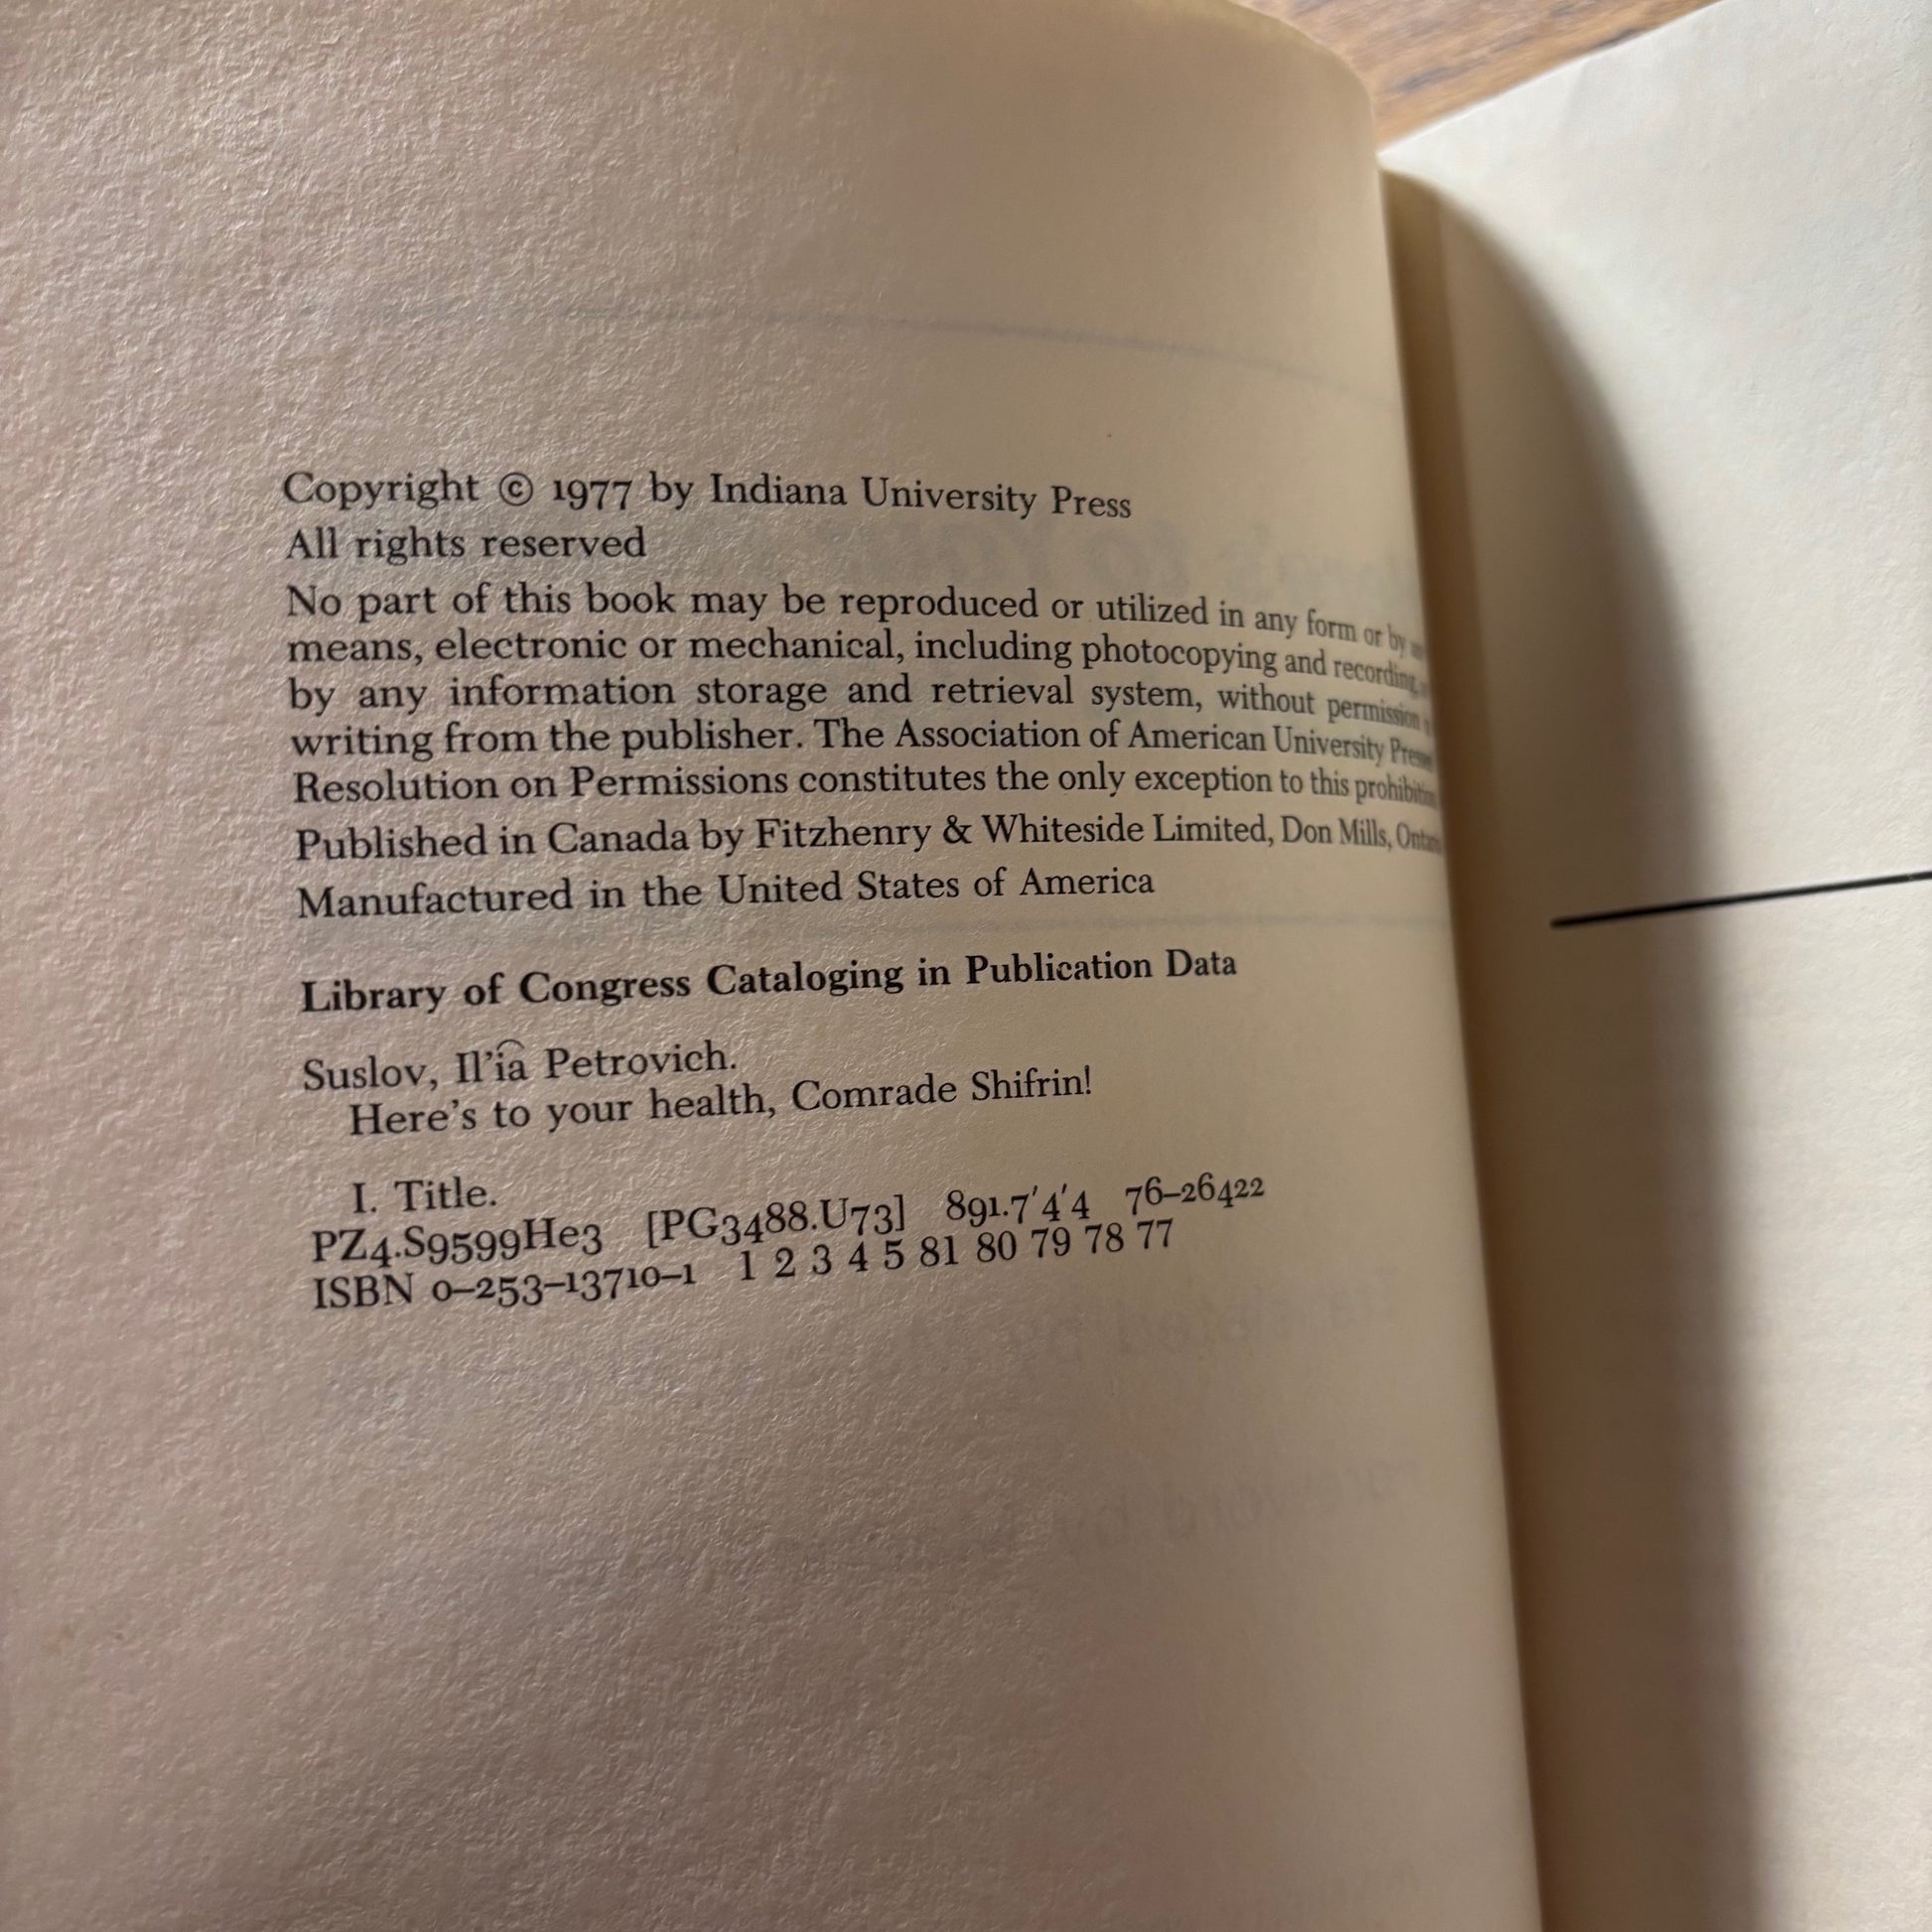 Copyright © 1977 by Indiana University Press
All rights reserved
No part of this book may be reproduced or utilized in any form or by
means, electronic or mechanical, including photocopying and recording,
by any information storage and retrieval system, without permission
writing from the publisher. The Association of American University
Resolution on Permissions constitutes the only exception to this
Published in Canada by Fitzhenry & Whiteside Limited, Don Mills,
Manufactured in the United States of America
Library of Congress Cataloging in Publication Data
Suslov, Il’i͡a Petrovich.
Here’s to your health, Comrade Shifrin!
I. Title.
PZ4.S9599He3 [PG3488.U73] 891.7′4′4 76–26422
ISBN 0–253–13710–1 1 2 3 4 5 81 80 79 78 77